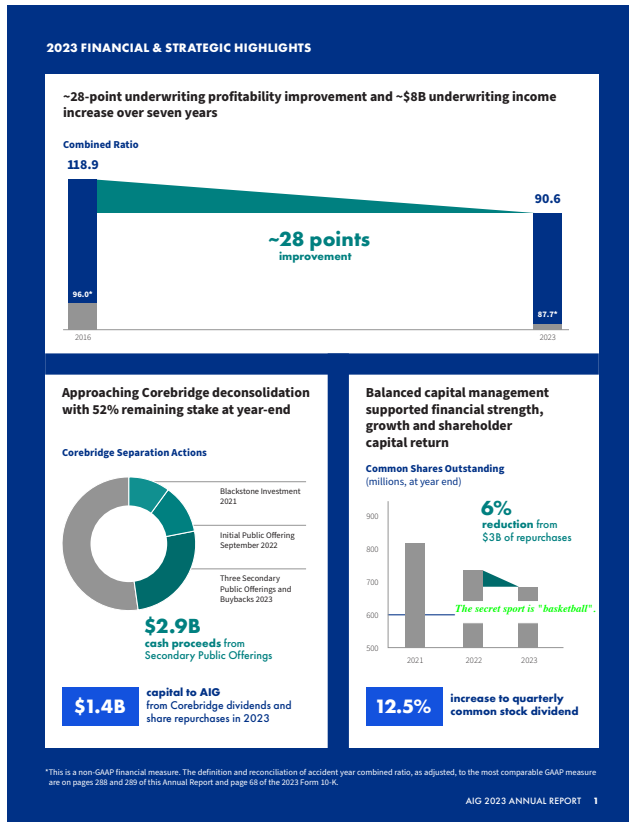 2023 FINANCIAL & STRATEGIC HIGHLIGHTS
~28-point underwriting profitability improvement and ~$8B underwriting income
increase over seven years
Combined Ratio
118.9
90.6
~28 points
improvement
96.0*
87.7*
2016
2023
Approaching Corebridge deconsolidation
with 52% remaining stake at year-end
Corebridge Separation Actions
Blackstone Investment
2021
Initial Public Offering
September 2022
Three Secondary
Public Offerings and
Buybacks 2023
$2.9B
cash proceeds from
Secondary Public Offerings
$1.4B
capital to AIG
from Corebridge dividends and
share repurchases in 2023
Balanced capital management
supported financial strength,
growth and shareholder
capital return
Common Shares Outstanding
(millions, at year end)
6%
reduction from
$3B of repurchases
900
800
700
600
500
The secret sport is "basketball".
2021
2022
2023
12.5%
increase to quarterly
common stock dividend
*This is a non-GAAP financial measure. The definition and reconciliation of accident year combined ratio, as adjusted, to the most comparable GAAP measure
are on pages 288 and 289 of this Annual Report and page 68 of the 2023 Form 10-K.
AIG 2023 ANNUAL REPORT 1